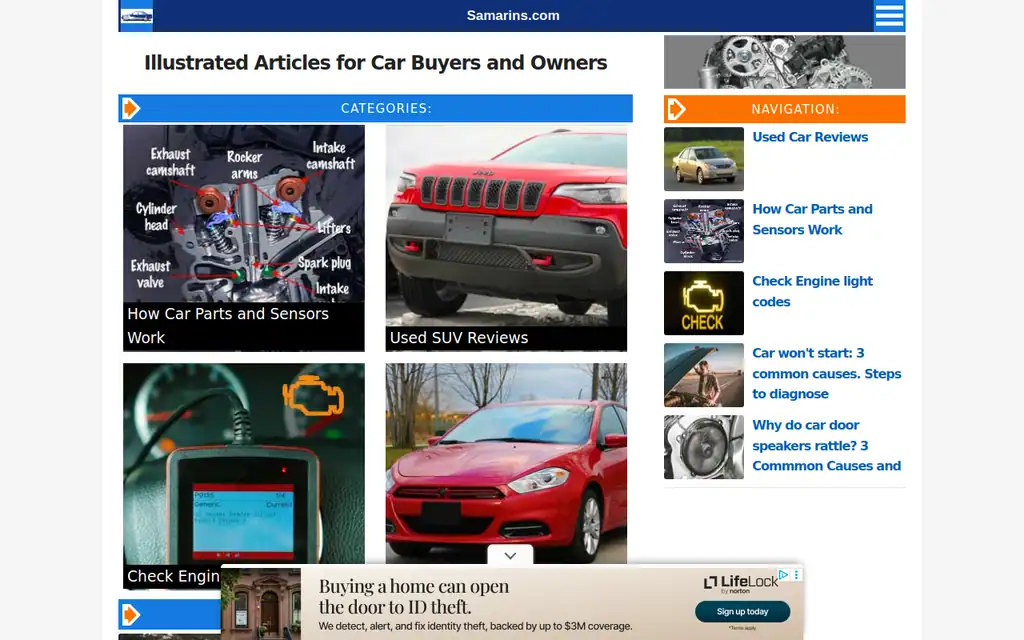 Samarins.com
Illustrated Articles for Car Buyers and Owners
CATEGORIES:
Exhaust
camshaft
Rocker
arms
Intake
camshaft
Cylinder
head
Lifters
Exhaust
valve
Spark plug
Intake
How Car Parts and Sensors
Work
Jeep
Used SUV Reviews
Check Engin
NAVIGATION:
Used Car Reviews
How Car Parts and
Sensors Work
Check Engine light
codes
CHECK
Car won't start: 3
common causes. Steps
to diagnose
Why do car door
speakers rattle? 3
Commmon Causes and
Buying a home can open
the door to ID theft.
We detect, alert, and fix identity theft, backed by up to $3M coverage.
LifeLock
by norton
Sign up today
*Terms apply.